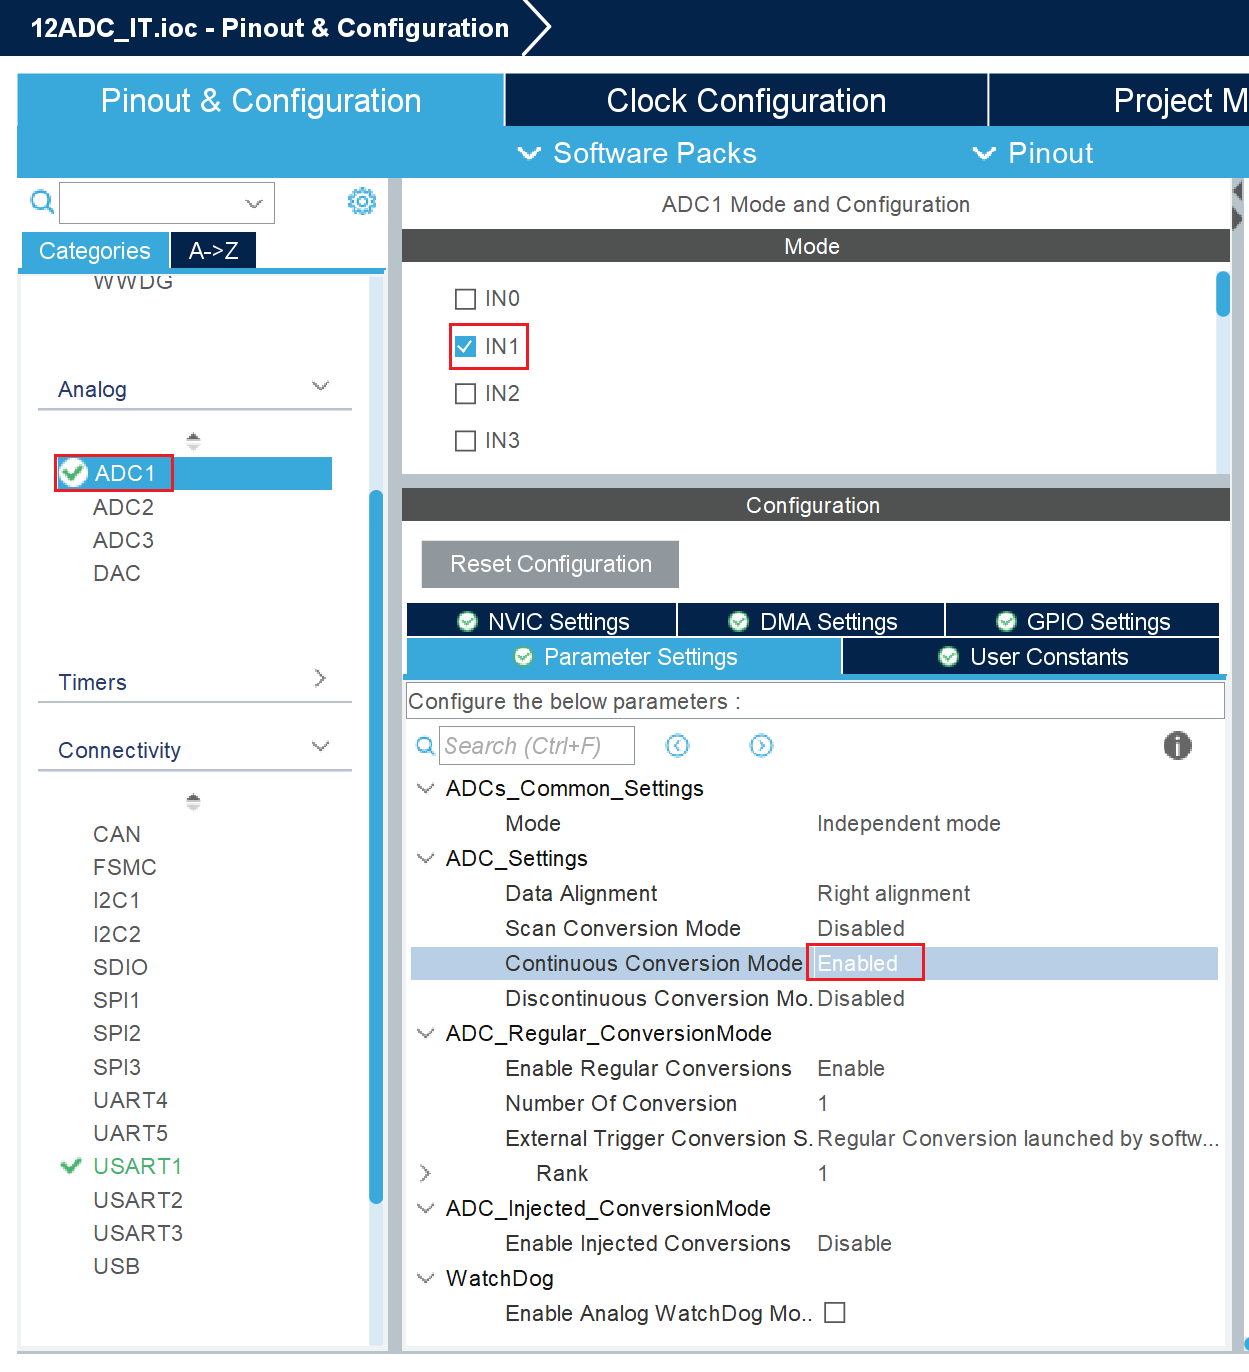 12ADC_IT.ioc - Pinout & Configuration
Pinout & Configuration
Clock Configuration
Project M
Software Packs
Pinout
Categories
A->Z
WWDG
Analog
ADC1
ADC2
ADC3
DAC
Timers
Connectivity
CAN
FSMC
I2C1
I2C2
SDIO
SPI1
SPI2
SPI3
UART4
UART5
USART1
USART2
USART3
USB
ADC1 Mode and Configuration
Mode
IN0
IN1
IN2
IN3
Configuration
Reset Configuration
NVIC Settings
DMA Settings
GPIO Settings
Parameter Settings
User Constants
Configure the below parameters :
Search (Ctrl+F)
ADCs_Common_Settings
Mode Independent mode
ADC_Settings
Data Alignment Right alignment
Scan Conversion Mode Disabled
Continuous Conversion Mode Enabled
Discontinuous Conversion Mo. Disabled
ADC_Regular_ConversionMode
Enable Regular Conversions Enable
Number Of Conversion 1
External Trigger Conversion S. Regular Conversion launched by softw...
Rank 1
ADC_Injected_ConversionMode
Enable Injected Conversions Disable
WatchDog
Enable Analog WatchDog Mo..